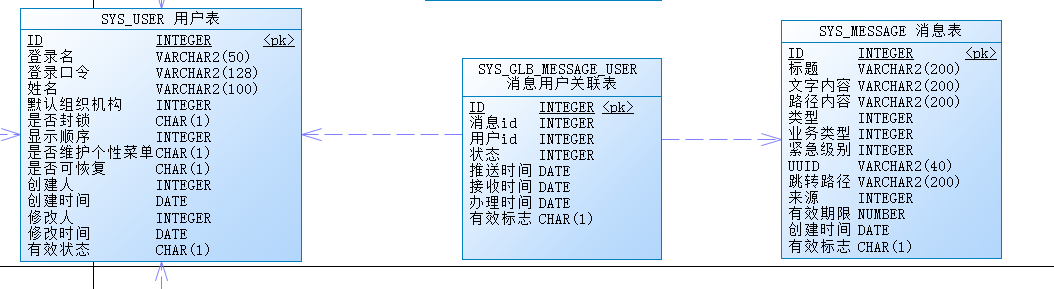 SYS_USER 用户表
ID INTEGER <pk>
登录名 VARCHAR2(50)
登录口令 VARCHAR2(128)
姓名 VARCHAR2(100)
默认组织机构 INTEGER
是否封锁 CHAR(1)
显示顺序 INTEGER
是否维护个性菜单 CHAR(1)
是否可恢复 CHAR(1)
创建人 INTEGER
创建时间 DATE
修改人 INTEGER
修改时间 DATE
有效状态 CHAR(1)
SYS_GLB_MESSAGE_USER
消息用户关联表
ID INTEGER <pk>
消息id INTEGER
用户id INTEGER
状态 INTEGER
推送时间 DATE
接收时间 DATE
办理时间 DATE
有效标志 CHAR(1)
SYS_MESSAGE 消息表
ID INTEGER <pk>
标题 VARCHAR2(200)
文字内容 VARCHAR2(200)
路径内容 VARCHAR2(200)
类型 INTEGER
业务类型 INTEGER
紧急级别 INTEGER
UUID VARCHAR2(40)
跳转路径 VARCHAR2(200)
来源 INTEGER
有效期限 NUMBER
创建时间 DATE
有效标志 CHAR(1)